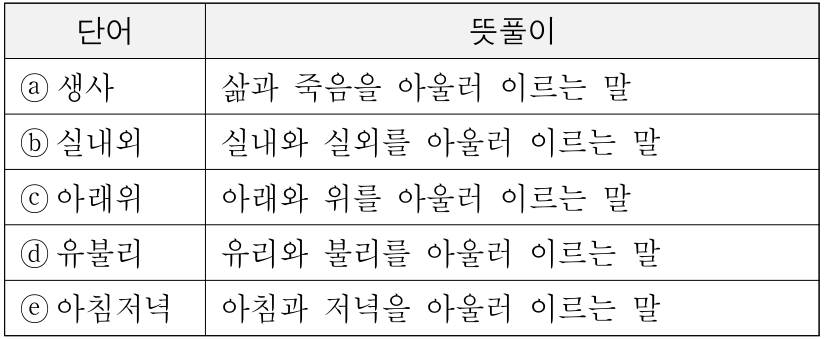 단어 뜻풀이
ⓐ 생사 삶과 죽음을 아울러 이르는 말
ⓑ 실내외 실내와 실외를 아울러 이르는 말
ⓒ 아래위 아래와 위를 아울러 이르는 말
ⓓ 유불리 유리와 불리를 아울러 이르는 말
ⓔ 아침저녁 아침과 저녁을 아울러 이르는 말